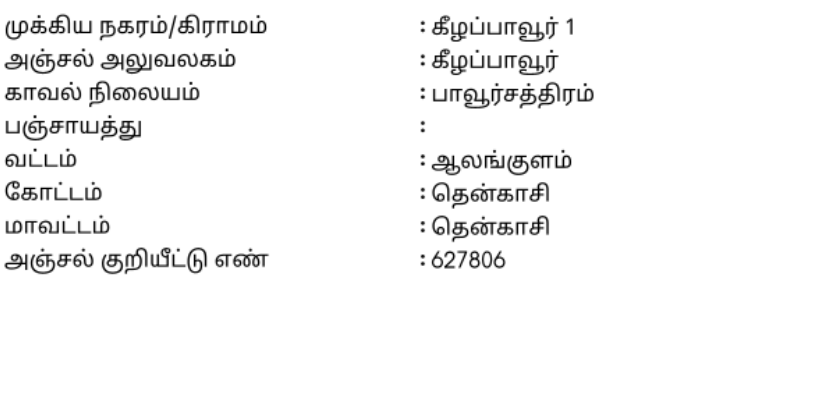 முக்கிய நகரம்/கிராமம் : கீழப்பாவூர் 1
அஞ்சல் அலுவலகம் : கீழப்பாவூர்
காவல் நிலையம் : பாவூர்சத்திரம்
பஞ்சாயத்து :
வட்டம் : ஆலங்குளம்
கோட்டம் : தென்காசி
மாவட்டம் : தென்காசி
அஞ்சல் குறியீட்டு எண் : 627806